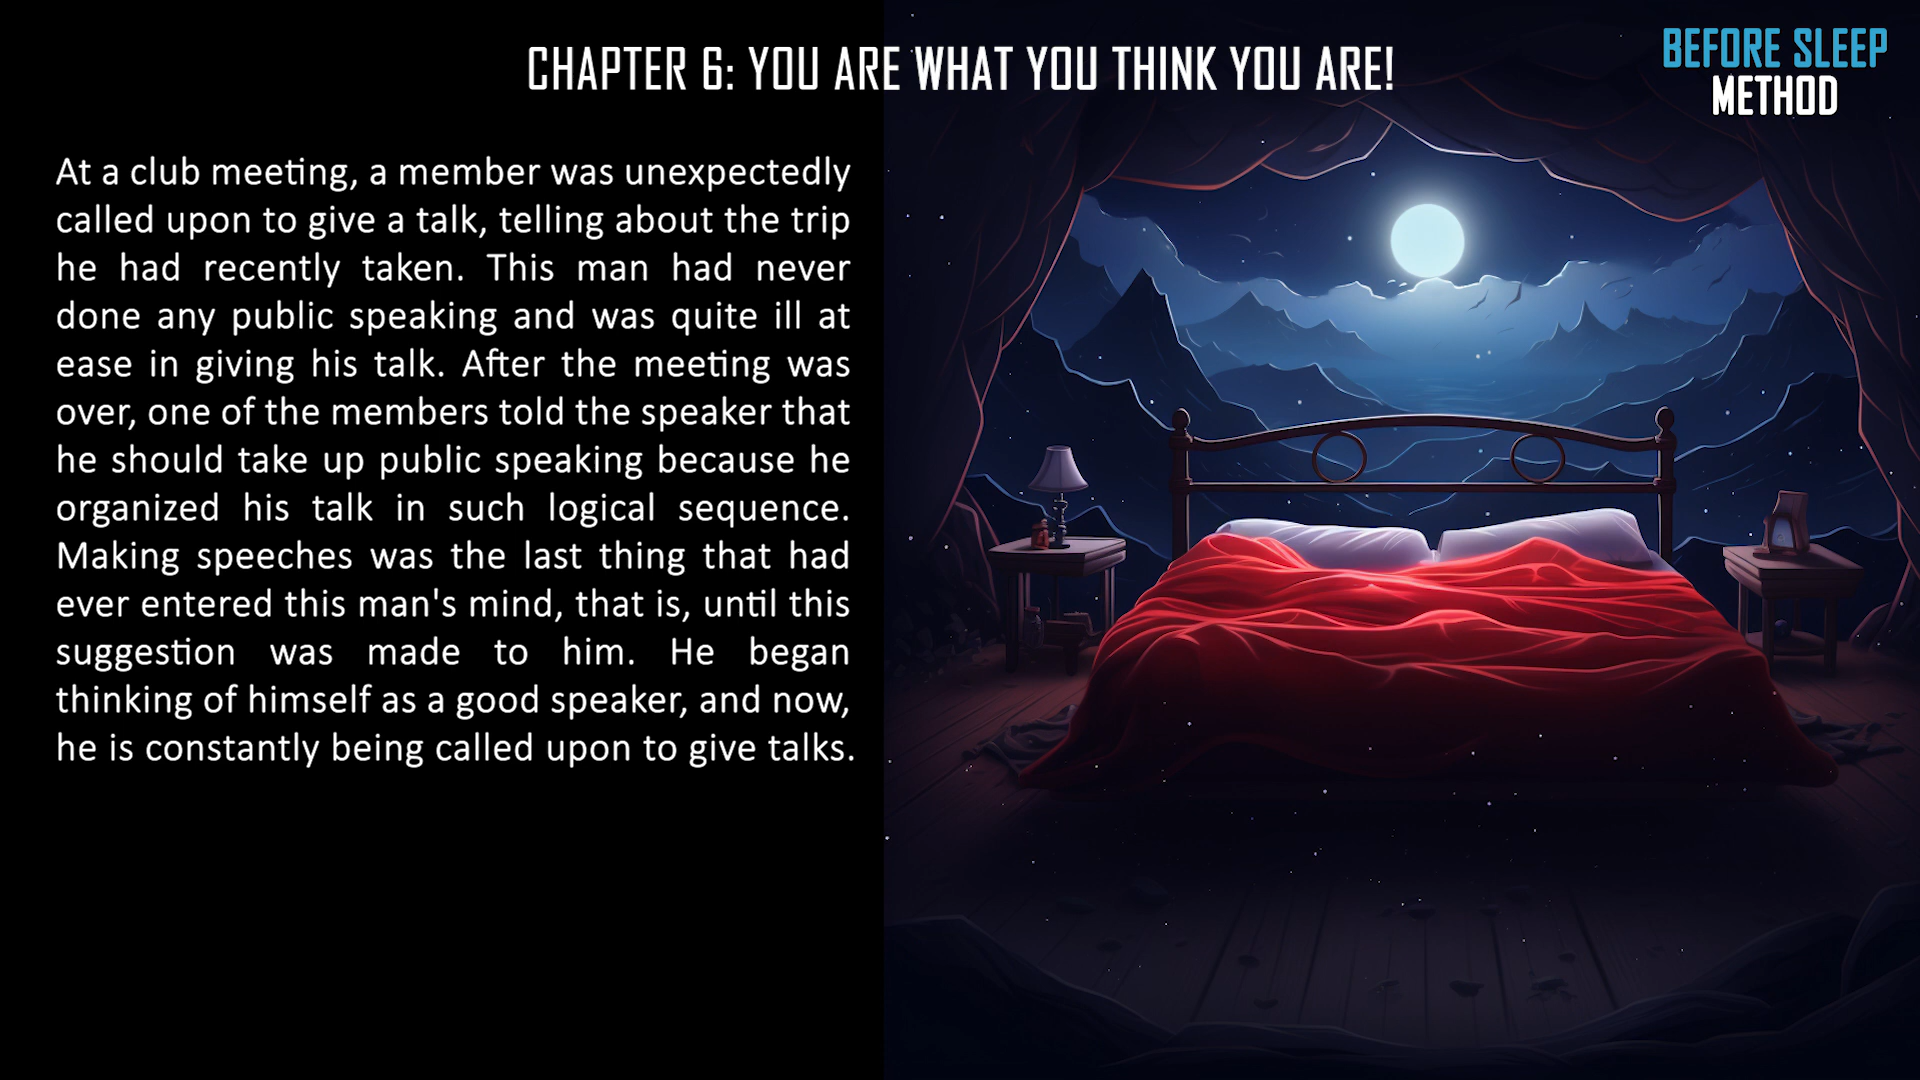 CHAPTER 6: YOU ARE WHAT YOU THINK YOU ARE!
BEFORE SLEEP
METHOD
At a club meeting, a member was unexpectedly
called upon to give a talk, telling about the trip
he had recently taken. This man had never
done any public speaking and was quite ill at
ease in giving his talk. After the meeting was
over, one of the members told the speaker that
he should take up public speaking because he
organized his talk in such logical sequence.
Making speeches was the last thing that had
ever entered this man's mind, that is, until this
suggestion was made to him. He began
thinking of himself as a good speaker, and now,
he is constantly being called upon to give talks.